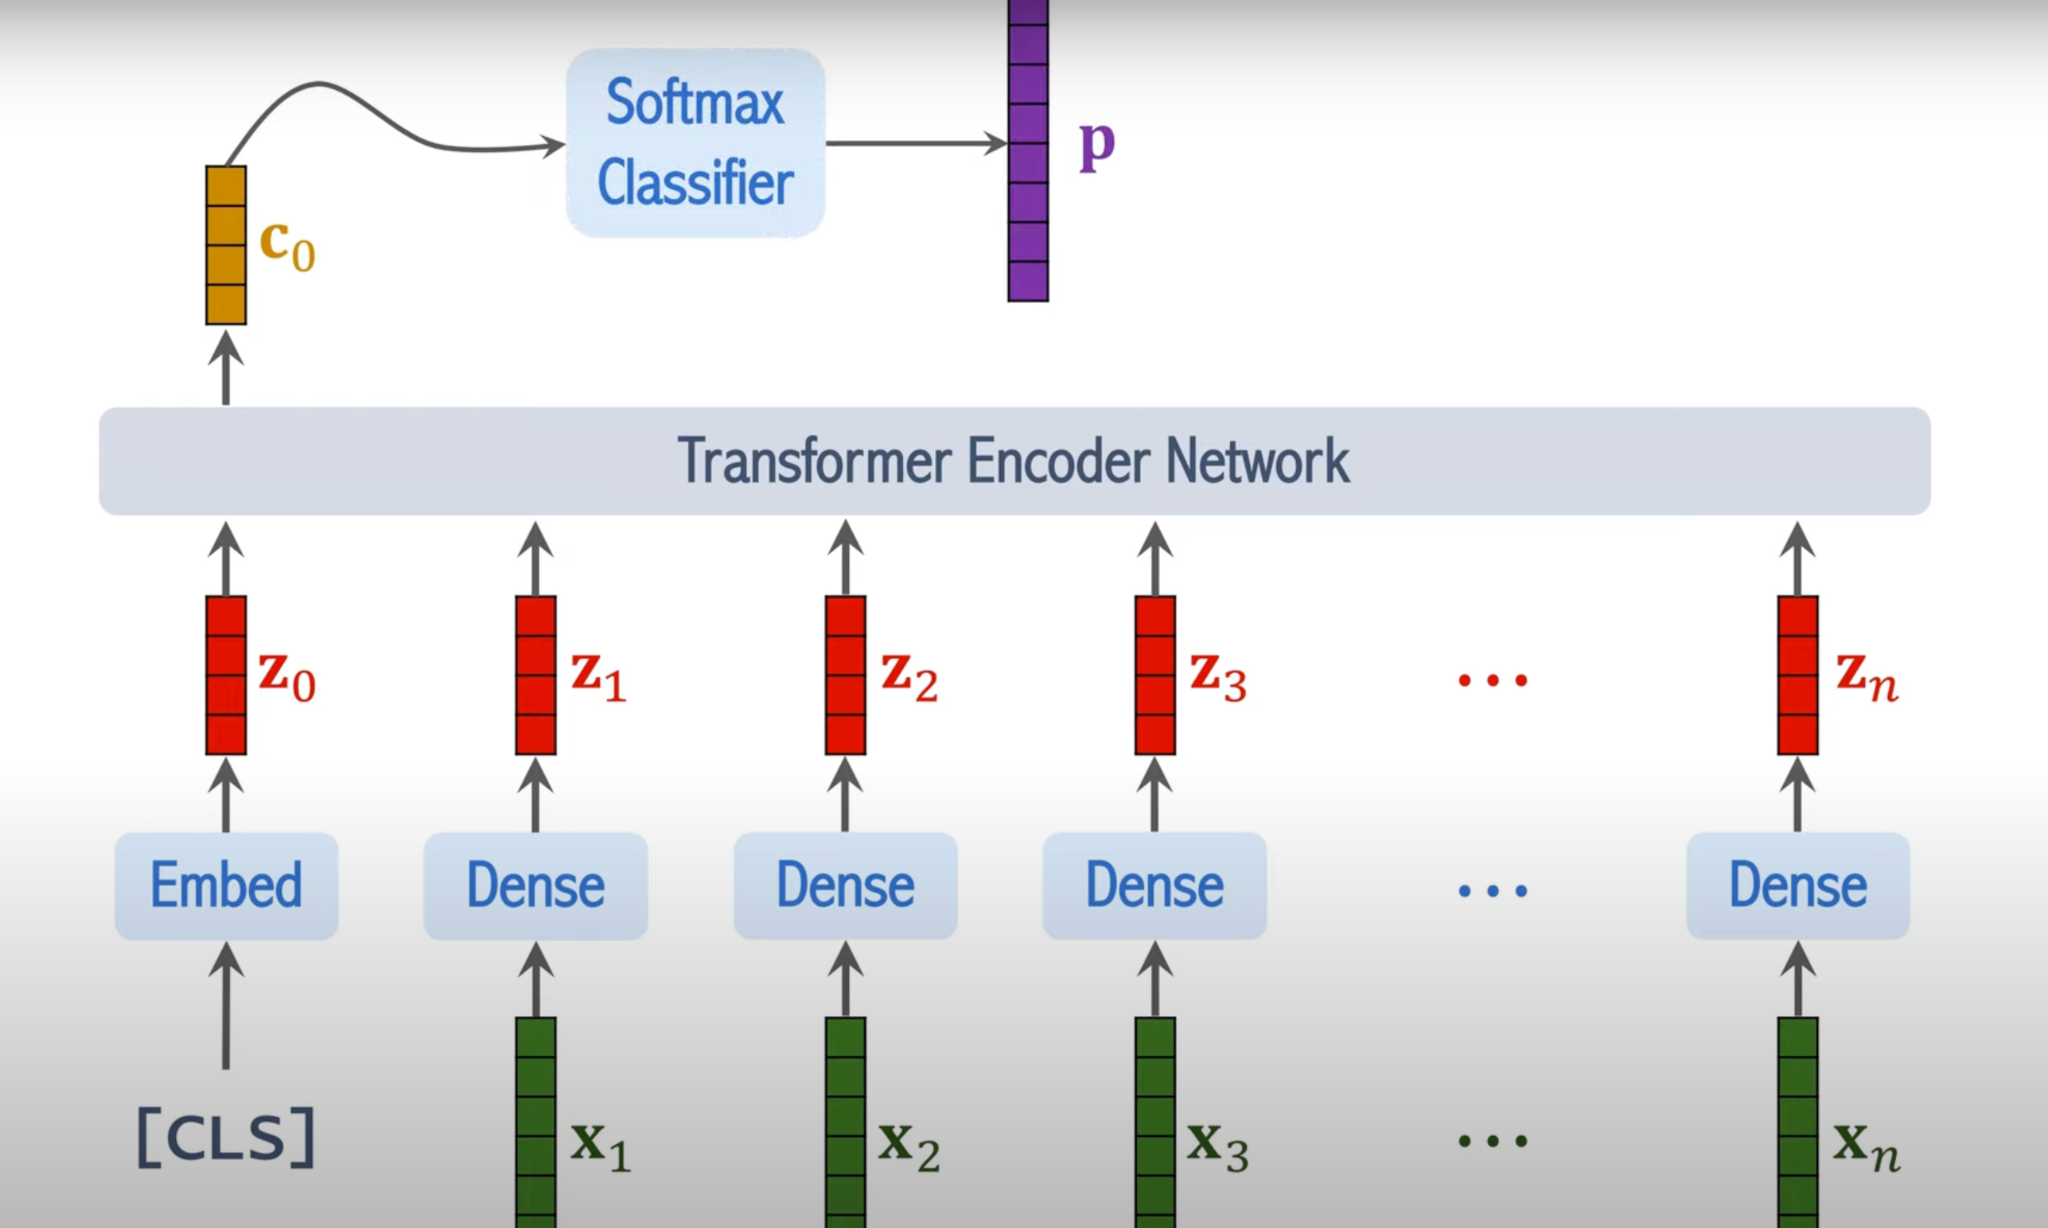 Softmax
Classifier
p
c₀
Transformer Encoder Network
z₀ z₁ z₂ z₃ ... zₙ
Embed Dense Dense Dense ... Dense
[CLS] x₁ x₂ x₃ ... xₙ